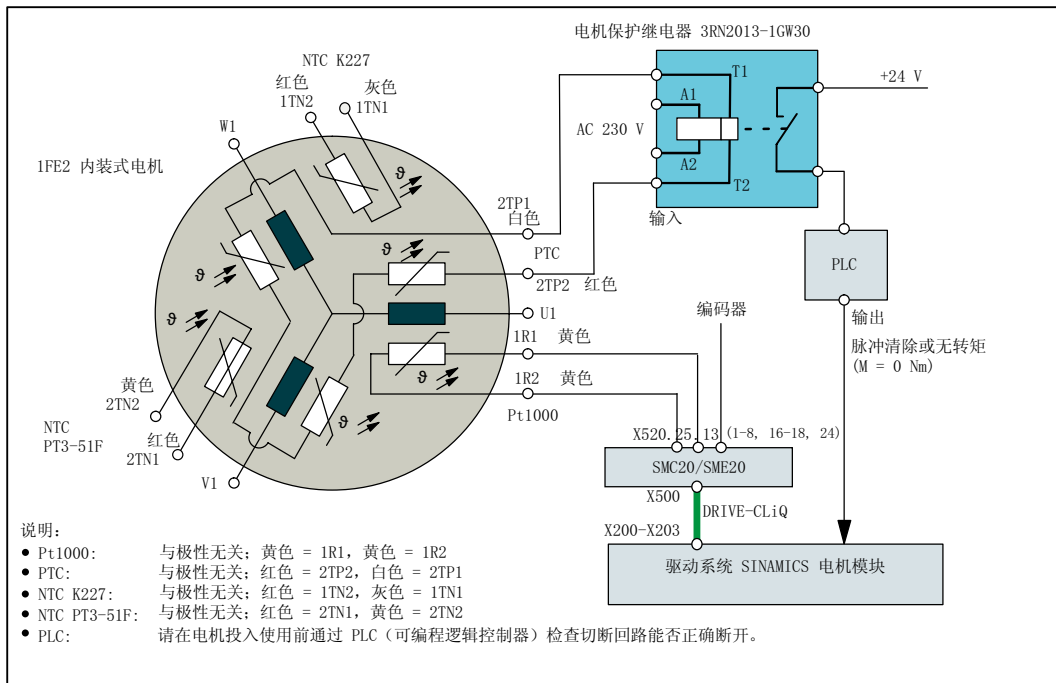 电机保护继电器 3RN2013-1GW30
NTC K227
红色
1TN2
灰色
1TN1
T1
+24 V
W1
A1
AC 230 V
A2
1FE2 内装式电机
T2
2TP1
白色
输入
ϑ
ϑ
PTC
PLC
ϑ
2TP2 红色
U1
编码器
输出
ϑ
1R1 黄色
脉冲清除或无转矩
(M = 0 Nm)
黄色
2TN2
ϑ
1R2 黄色
Pt1000
NTC
PT3-51F
红色
2TN1
ϑ
X520.25.13 (1-8, 16-18, 24)
SMC20/SME20
V1
X500
DRIVE-CLiQ
X200-X203
驱动系统 SINAMICS 电机模块
说明:
● Pt1000: 与极性无关; 黄色 = 1R1, 黄色 = 1R2
● PTC: 与极性无关; 红色 = 2TP2, 白色 = 2TP1
● NTC K227: 与极性无关; 红色 = 1TN2, 灰色 = 1TN1
● NTC PT3-51F: 与极性无关; 红色 = 2TN1, 黄色 = 2TN2
● PLC: 请在电机投入使用前通过 PLC（可编程逻辑控制器）检查切断回路能否正确断开。